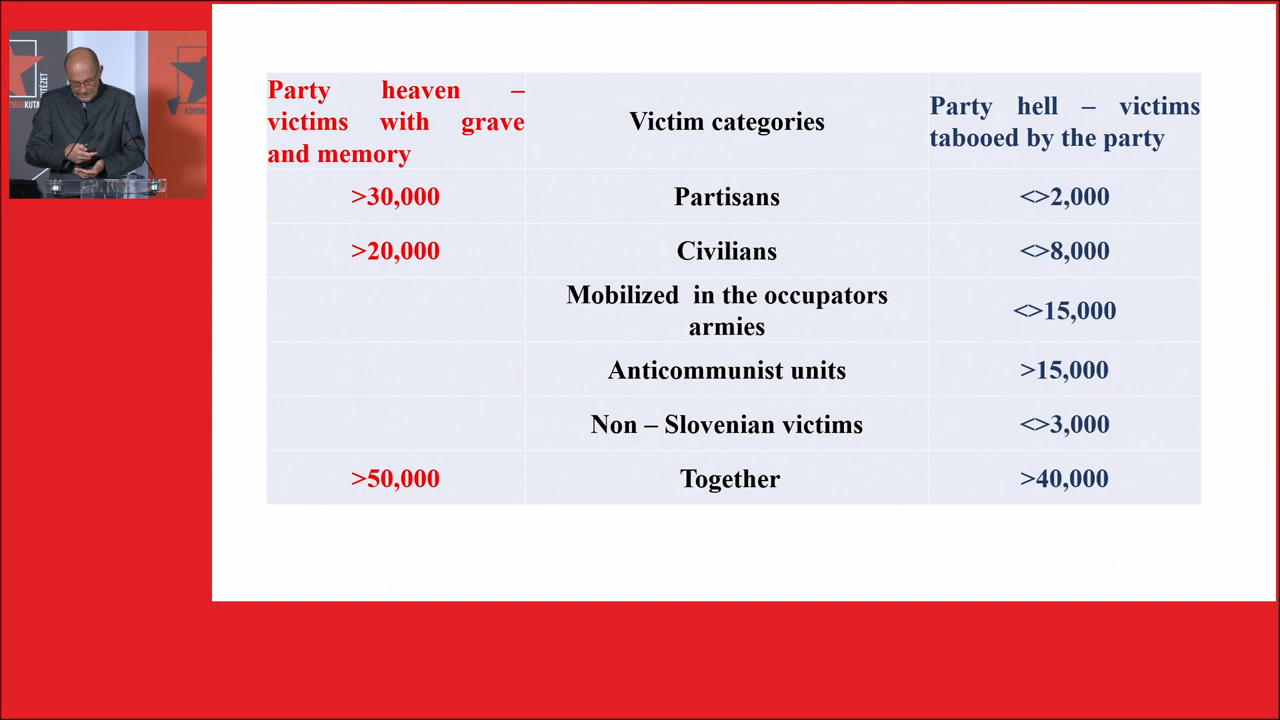 Party heaven –
victims with grave
and memory
Victim categories
Party hell – victims
tabooed by the party
>30,000
Partisans
<>2,000
>20,000
Civilians
<>8,000
Mobilized in the occupators
armies
<>15,000
Anticommunist units
>15,000
Non – Slovenian victims
<>3,000
>50,000
Together
>40,000